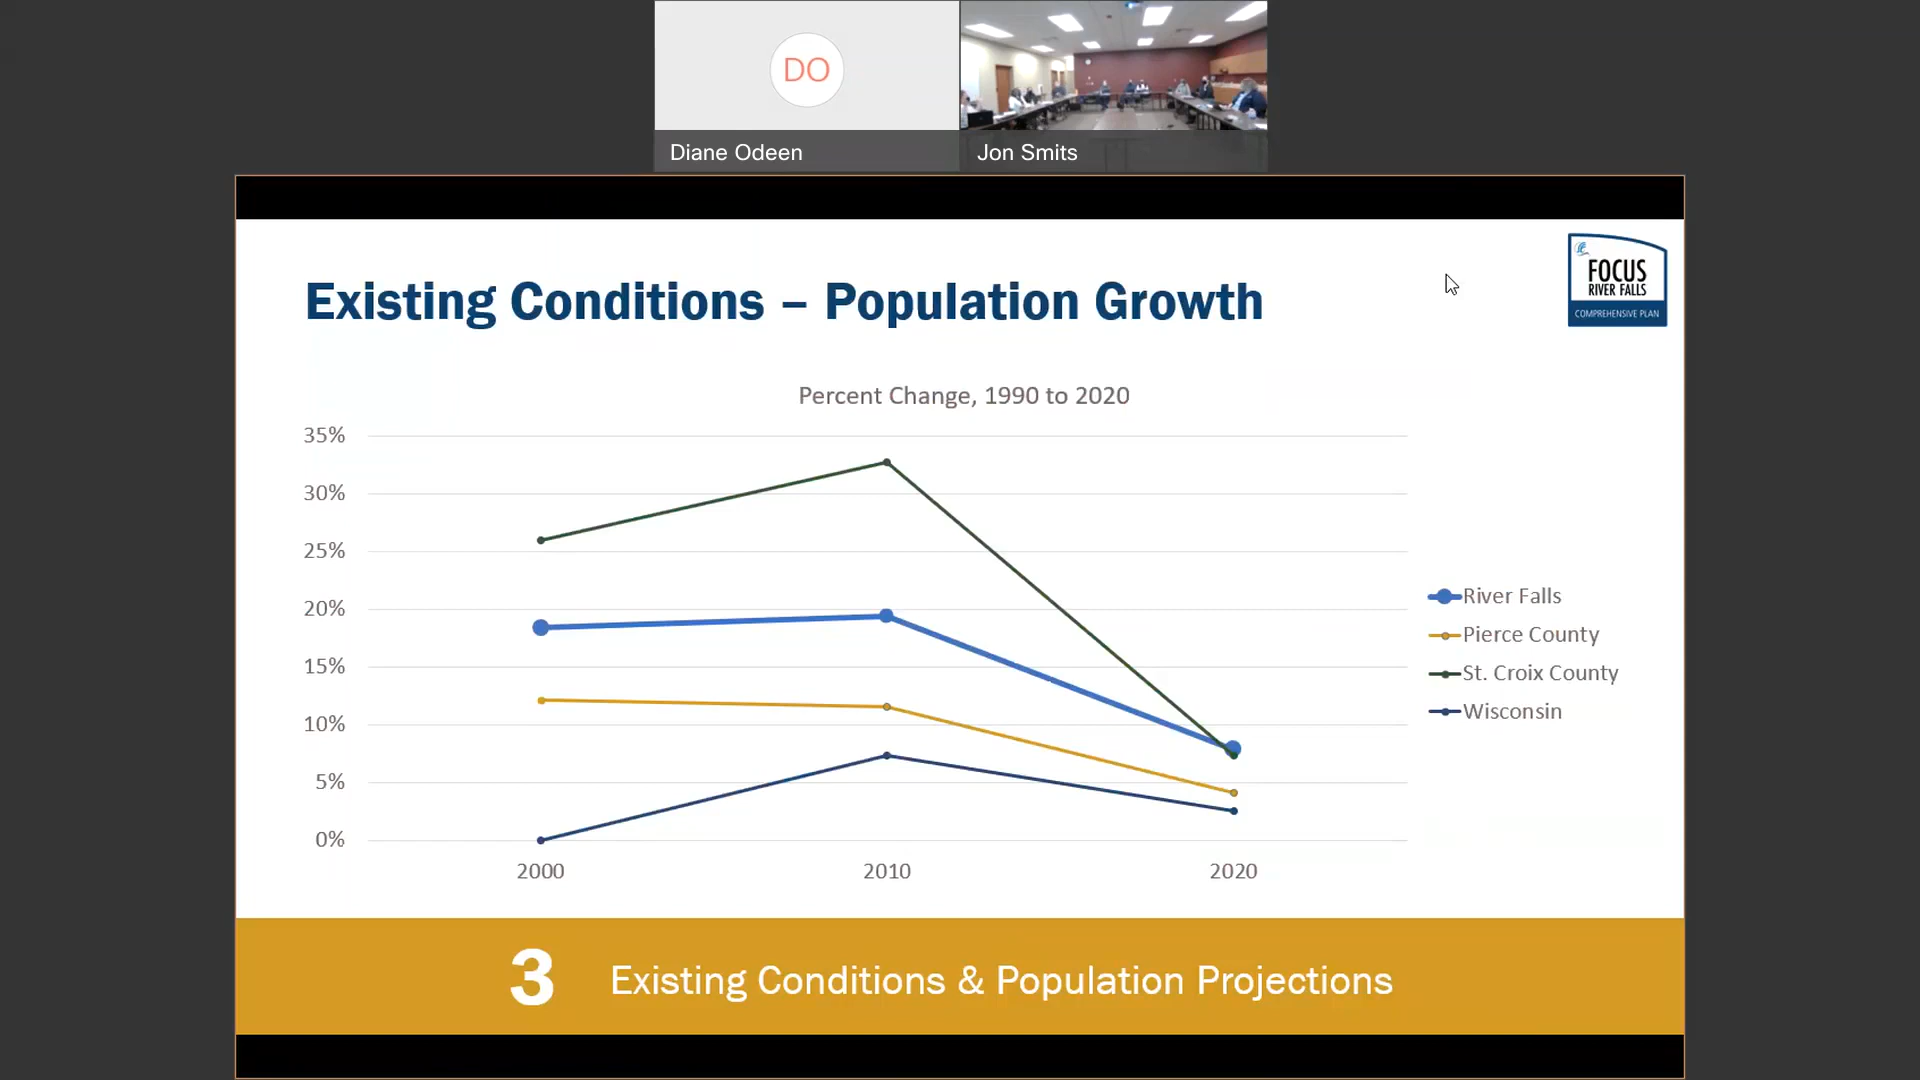 DO
Diane Odeen
Jon Smits
Existing Conditions – Population Growth
FOCUS
RIVER FALLS
COMPREHENSIVE PLAN
Percent Change, 1990 to 2020
35%
30%
25%
20%
15%
10%
5%
0%
2000
2010
2020
River Falls
Pierce County
St. Croix County
Wisconsin
3 Existing Conditions & Population Projections